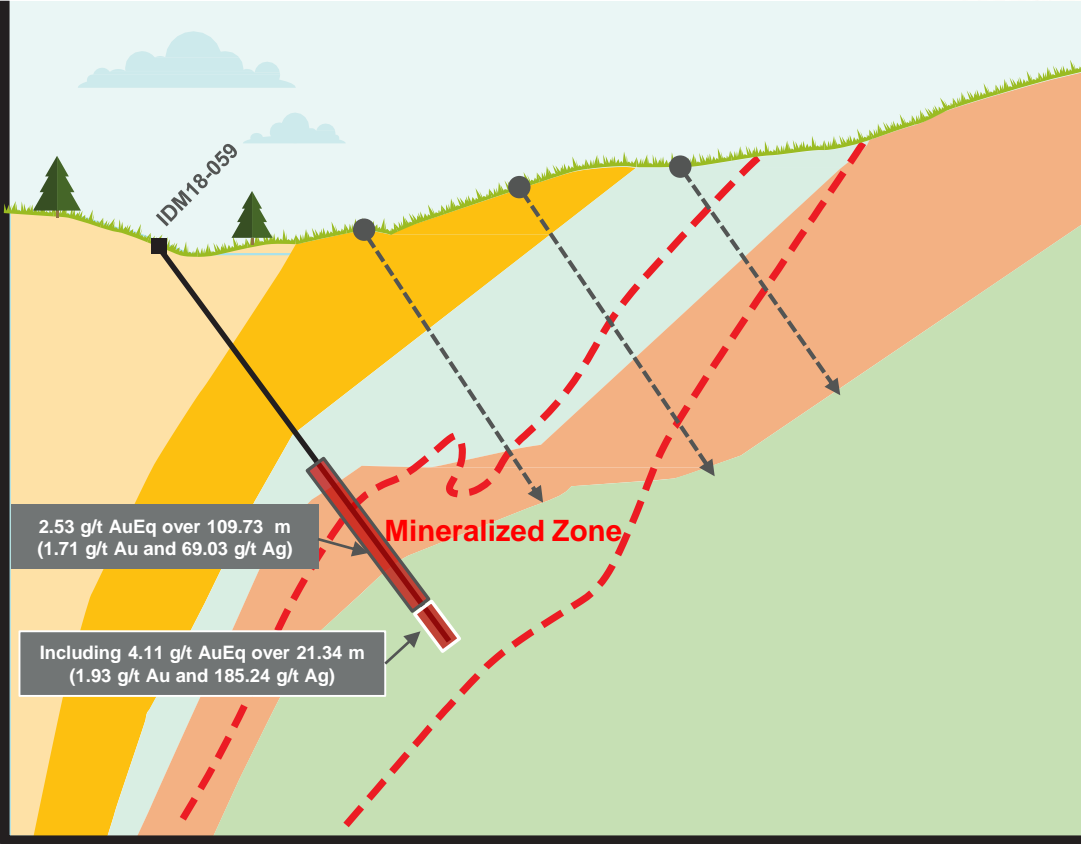 IDM18-059
2.53 g/t AuEq over 109.73 m
(1.71 g/t Au and 69.03 g/t Ag)
Mineralized Zone
Including 4.11 g/t AuEq over 21.34 m
(1.93 g/t Au and 185.24 g/t Ag)